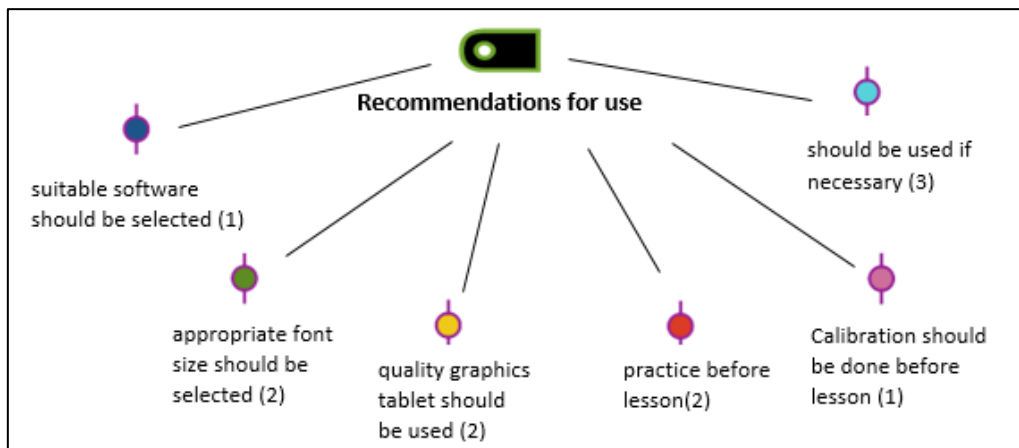 Recommendations for use
suitable software
should be selected (1)
appropriate font
size should be
selected (2)
quality graphics
tablet should
be used (2)
practice before
lesson(2)
Calibration should
be done before
lesson (1)
should be used if
necessary (3)